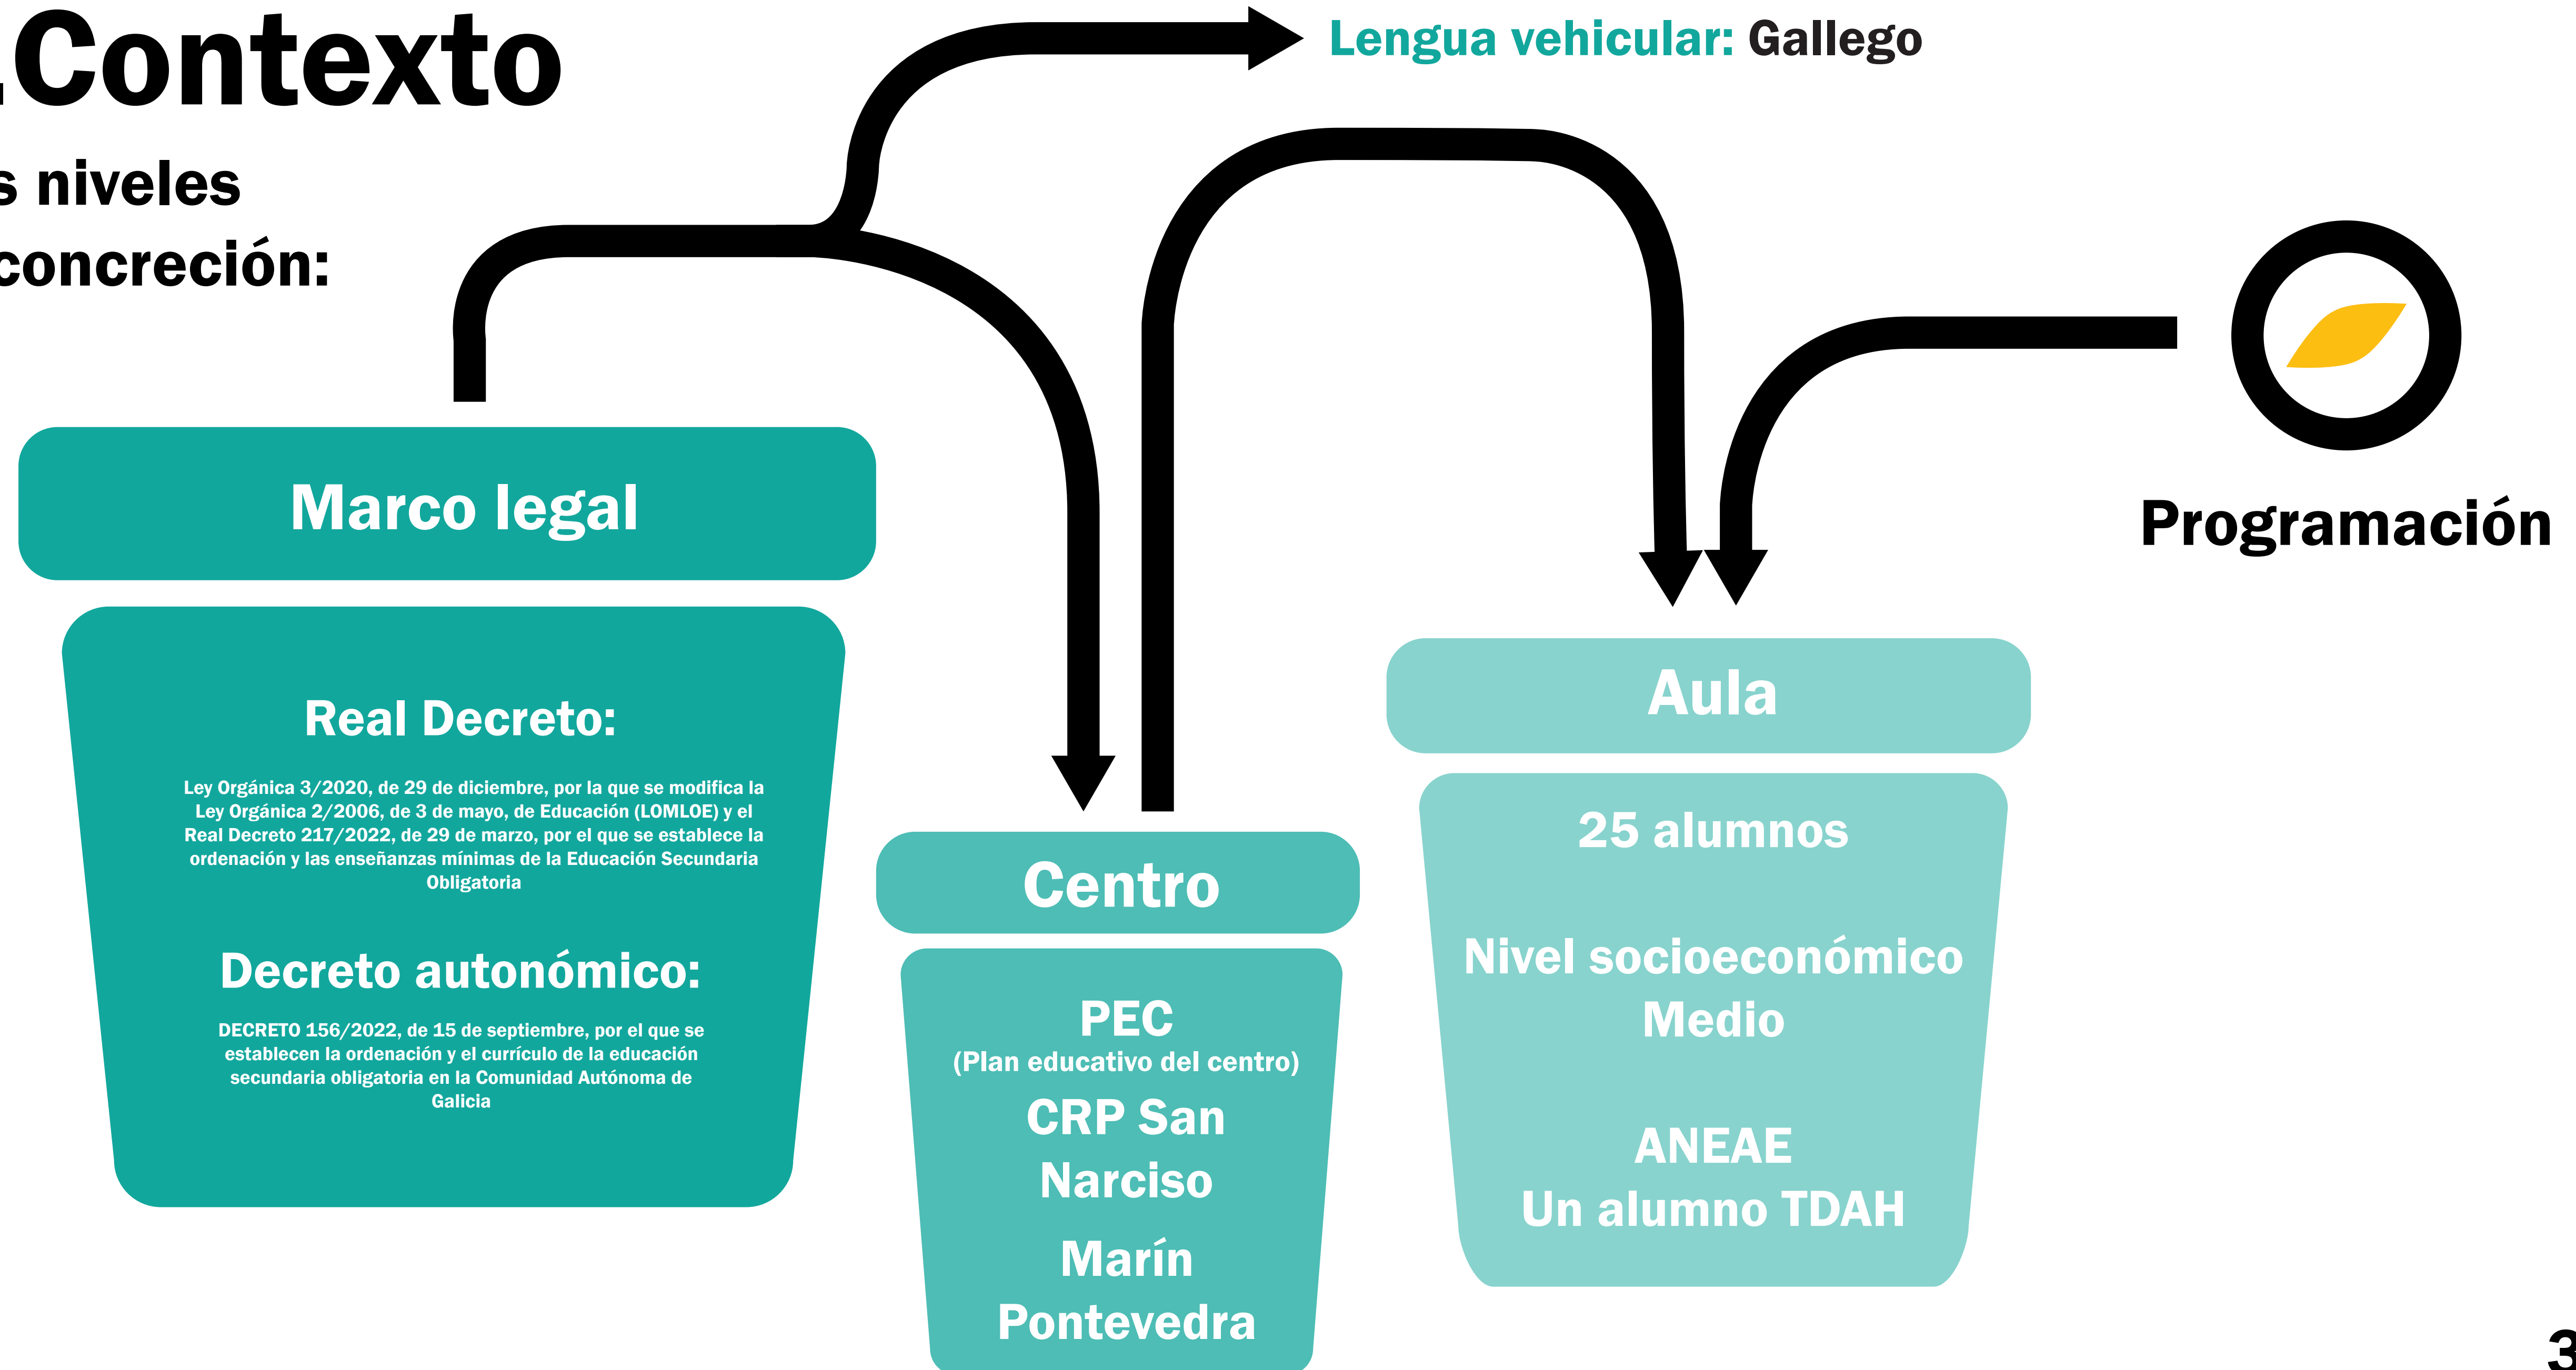 .Contexto
s niveles
concreción:
Lengua vehicular: Gallego
Programación
Marco legal
Real Decreto:
Ley Orgánica 3/2020, de 29 de diciembre, por la que se modifica la
Ley Orgánica 2/2006, de 3 de mayo, de Educación (LOMLOE) y el
Real Decreto 217/2022, de 29 de marzo, por el que se establece la
ordenación y las enseñanzas mínimas de la Educación Secundaria
Obligatoria
Decreto autonómico:
DECRETO 156/2022, de 15 de septiembre, por el que se
establecen la ordenación y el currículo de la educación
secundaria obligatoria en la Comunidad Autónoma de
Galicia
Centro
PEC
(Plan educativo del centro)
CRP San
Narciso
Marín
Pontevedra
Aula
25 alumnos
Nivel socioeconómico
Medio
ANEAE
Un alumno TDAH
3